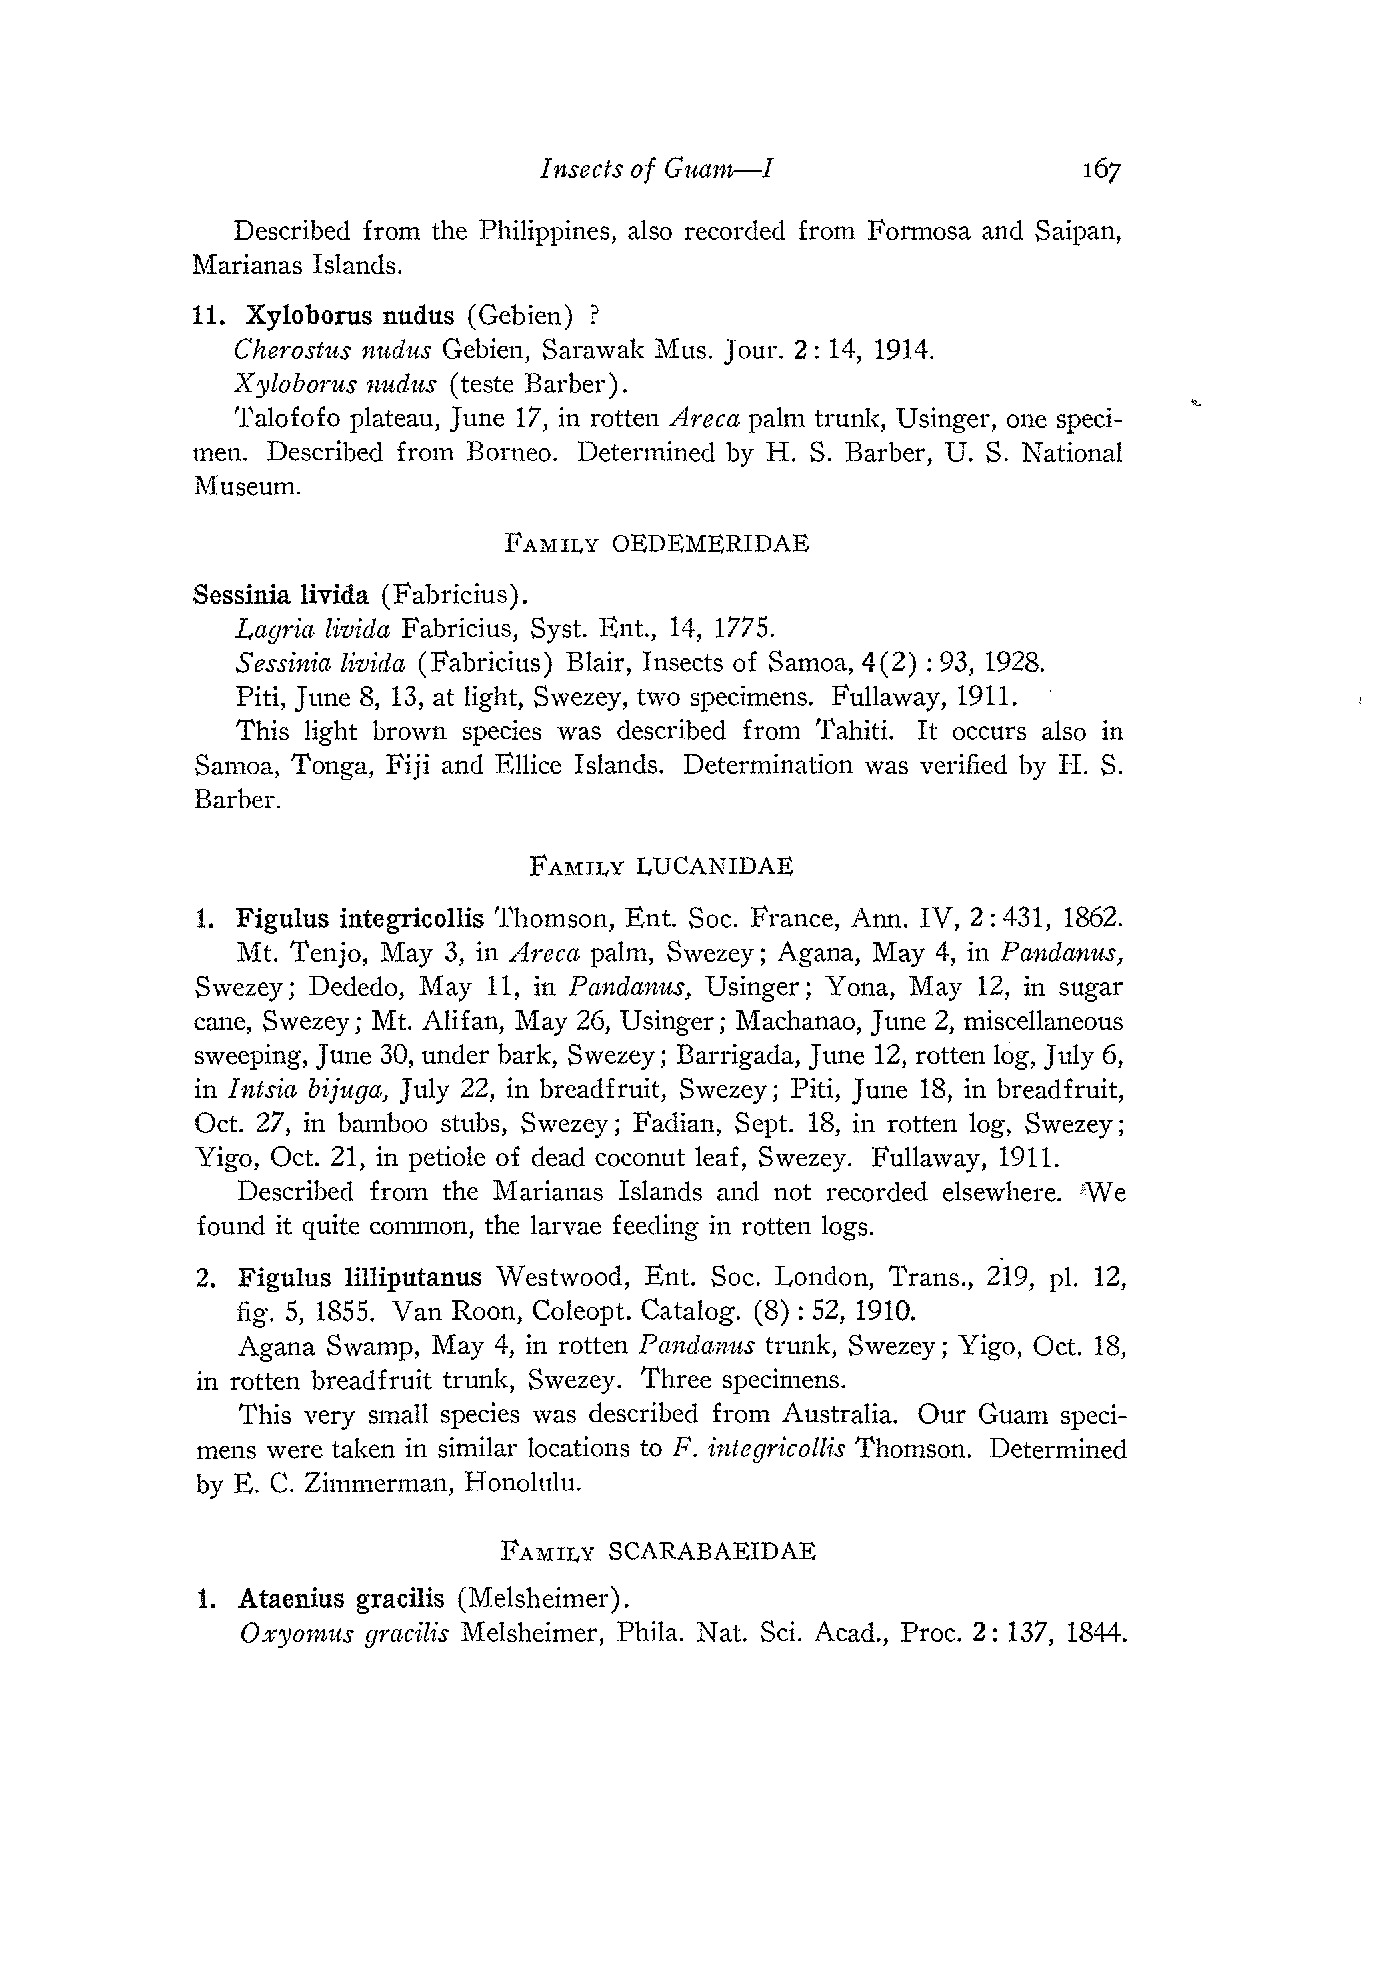 Insects of Guam—I 167
Described from the Philippines, also recorded from Formosa and Saipan,
Marianas Islands.
11. Xyloborus nudus (Gebien) ?
Cherostus nudus Gebien, Sarawak Mus. Jour. 2 : 14, 1914.
Xyloborus nudus (teste Barber).
Talofofo plateau, June 17, in rotten Areca palm trunk, Usinger, one speci-
men. Described from Borneo. Determined by H. S. Barber, U. S. National
Museum.
Family OEDEMERIDAE
Sessinia livida (Fabricius).
Lagria livida Fabricius, Syst. Ent., 14, 1775.
Sessinia livida (Fabricius) Blair, Insects of Samoa, 4(2) : 93, 1928.
Piti, June 8, 13, at light, Swezey, two specimens. Fullaway, 1911.
This light brown species was described from Tahiti. It occurs also in
Samoa, Tonga, Fiji and Ellice Islands. Determination was verified by H. S.
Barber.
Family LUCANIDAE
1. Figulus integricollis Thomson, Ent. Soc. France, Ann. IV, 2 : 431, 1862.
Mt. Tenjo, May 3, in Areca palm, Swezey; Agana, May 4, in Pandanus,
Swezey; Dededo, May 11, in Pandanus, Usinger; Yona, May 12, in sugar
cane, Swezey; Mt. Alifan, May 26, Usinger; Machanao, June 2, miscellaneous
sweeping, June 30, under bark, Swezey; Barrigada, June 12, rotten log, July 6,
in Intsia bijuga, July 22, in breadfruit, Swezey; Piti, June 18, in breadfruit,
Oct. 27, in bamboo stubs, Swezey; Fadian, Sept. 18, in rotten log, Swezey;
Yigo, Oct. 21, in petiole of dead coconut leaf, Swezey. Fullaway, 1911.
Described from the Marianas Islands and not recorded elsewhere. We
found it quite common, the larvae feeding in rotten logs.
2. Figulus lilliputanus Westwood, Ent. Soc. London, Trans., 219, pl. 12,
fig. 5, 1855. Van Roon, Coleopt. Catalog. (8) : 52, 1910.
Agana Swamp, May 4, in rotten Pandanus trunk, Swezey; Yigo, Oct. 18,
in rotten breadfruit trunk, Swezey. Three specimens.
This very small species was described from Australia. Our Guam speci-
mens were taken in similar locations to F. integricollis Thomson. Determined
by E. C. Zimmerman, Honolulu.
Family SCARABAEIDAE
1. Ataenius gracilis (Melsheimer).
Oxyomus gracilis Melsheimer, Phila. Nat. Sci. Acad., Proc. 2 : 137, 1844.